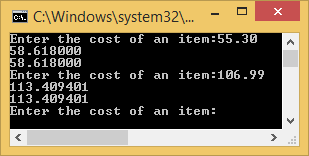 C:\Windows\system32\...
Enter the cost of an item:55.30
58.618000
58.618000
Enter the cost of an item:106.99
113.409401
113.409401
Enter the cost of an item: